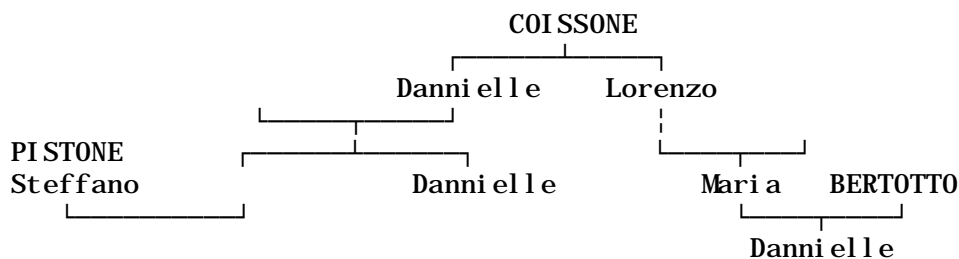 COISSONE
Dannielle Lorenzo
PISTONE
Steffano Dannielle Maria BERTOTTO
Dannielle